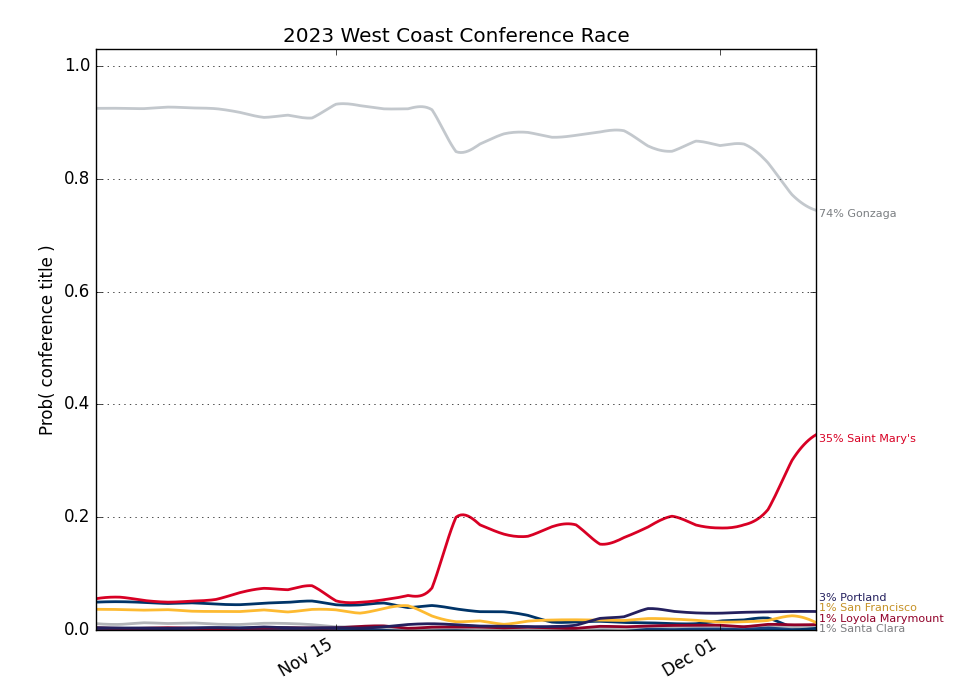 2023 West Coast Conference Race
1.0
0.8
0.6
0.4
0.2
0.0
Prob( conference title )
Nov 15
Dec 01
74% Gonzaga
35% Saint Mary's
3% Portland
1% San Francisco
1% Loyola Marymount
1% Santa Clara